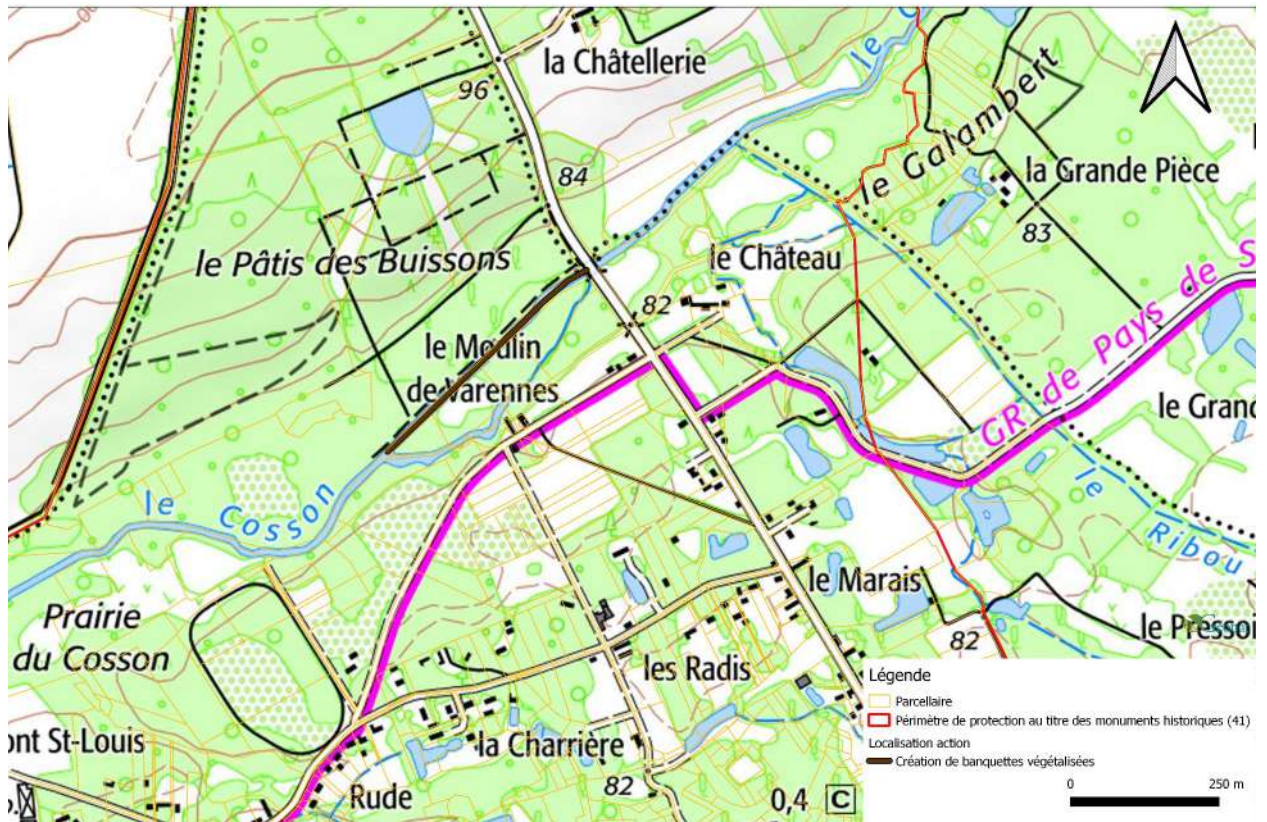 la Châtellerie
96
84
le Galambert
la Grande Pièce
83
le Pâtis des Buissons
le Château
82
le Moulin
de Varennes
GR de Pays de S
le Grand
le Cosson
le Ribou
Prairie
du Cosson
le Marais
82
les Radis
ont St-Louis
la Charrière
Rude
82
0,4 C
Légende
Parcellaire
Périmètre de protection au titre des monuments historiques (41)
Localisation action
Création de banquettes végétalisées
0 250 m